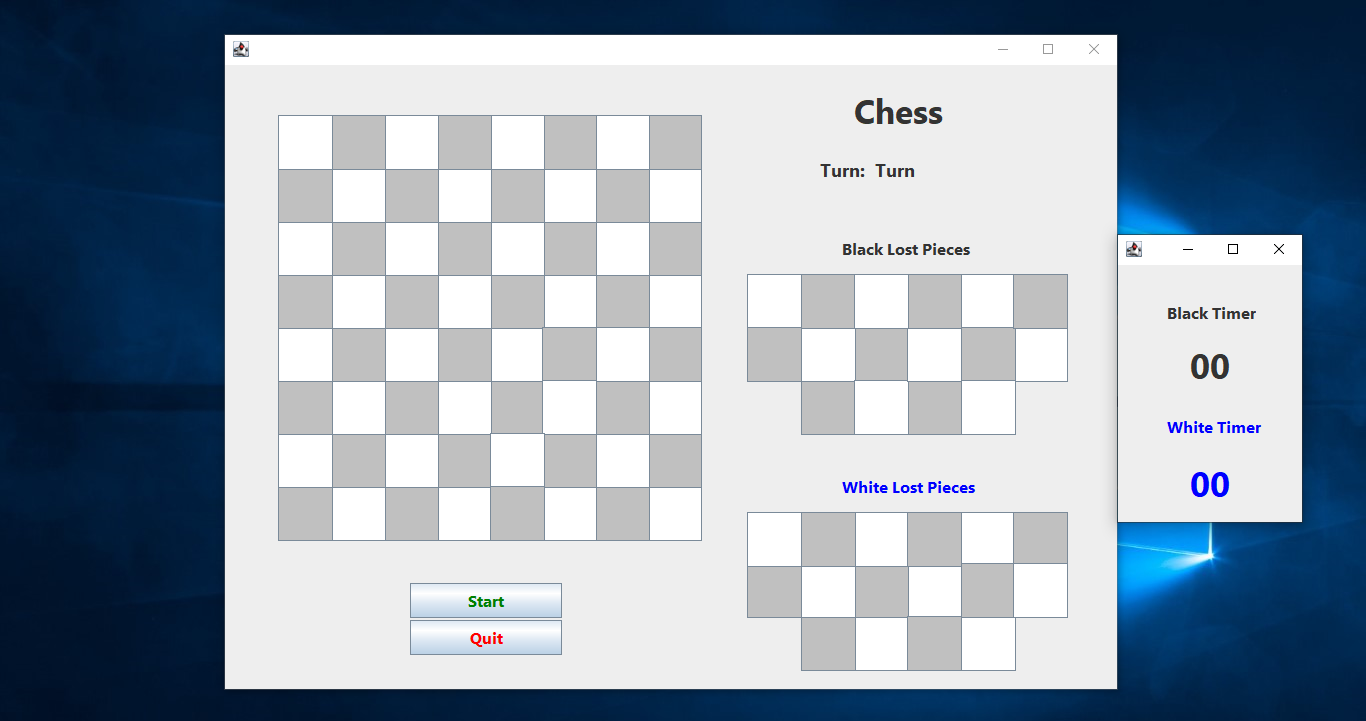 Chess
Turn: Turn
Black Lost Pieces
White Lost Pieces
Start
Quit
Black Timer
00
White Timer
00